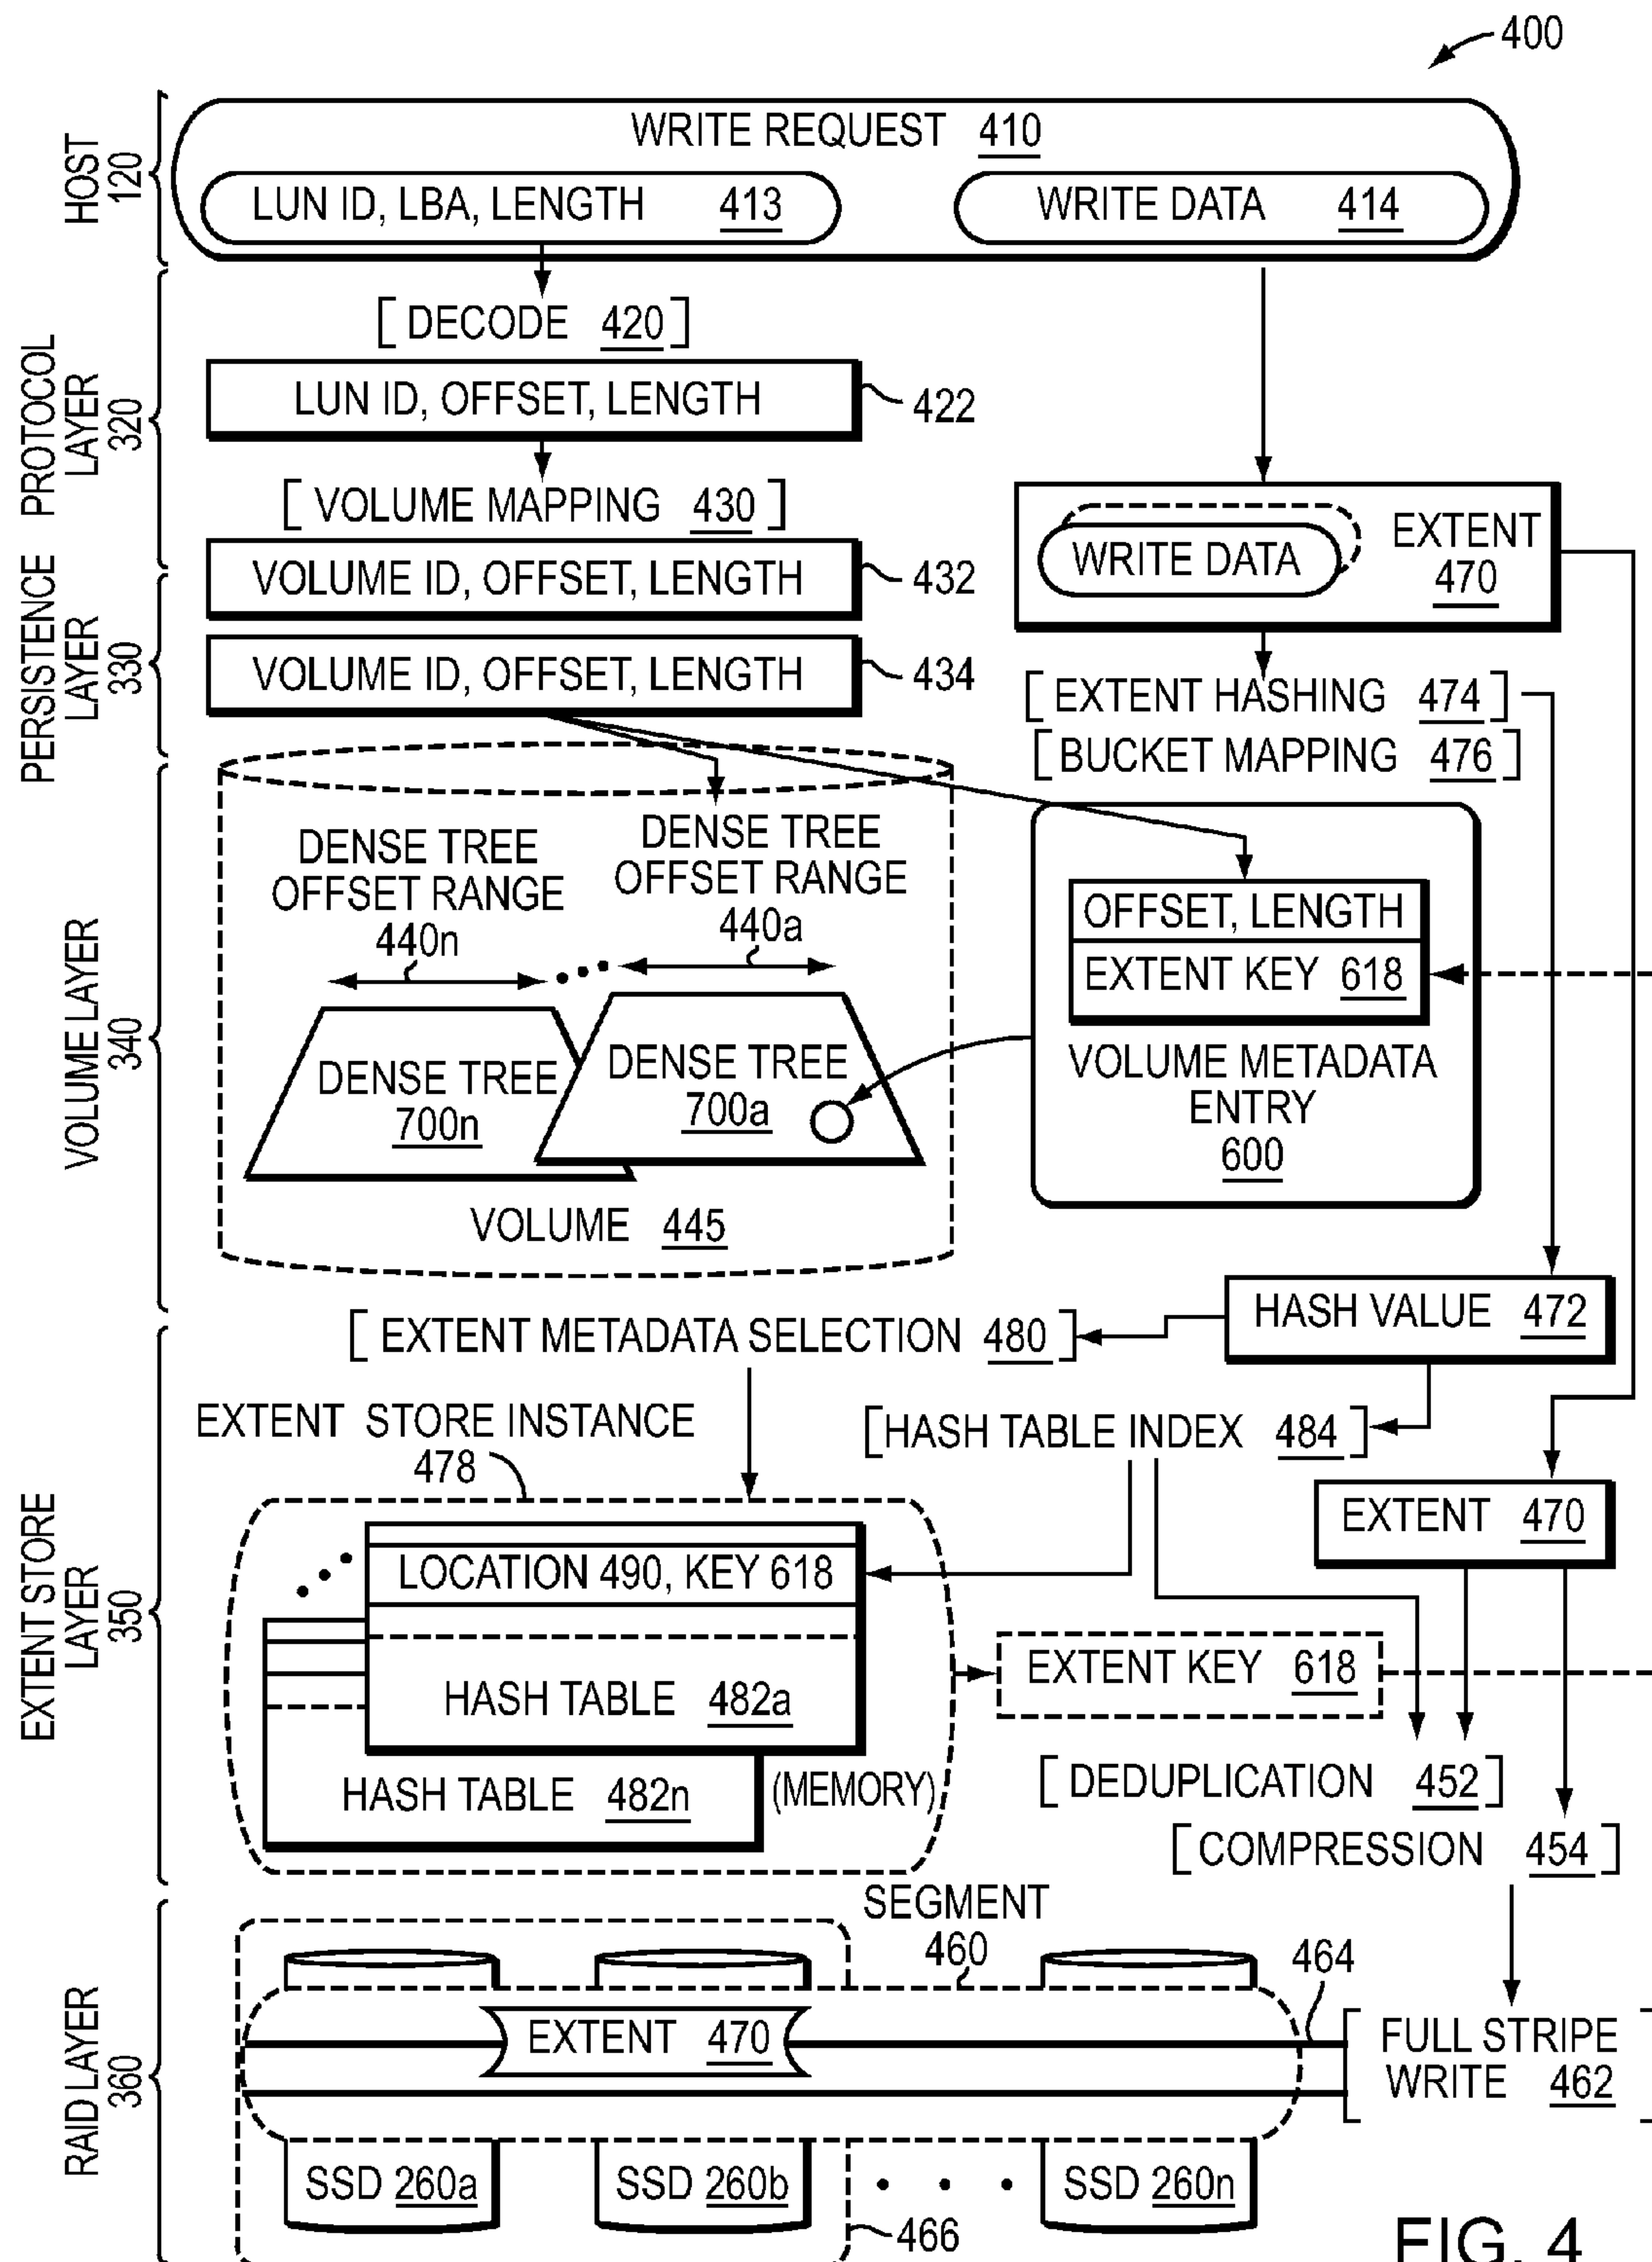 400
HOST
120
WRITE REQUEST 410
LUN ID, LBA, LENGTH 413
WRITE DATA 414
PROTOCOL
LAYER
320
[DECODE 420]
LUN ID, OFFSET, LENGTH
422
[VOLUME MAPPING 430]
VOLUME ID, OFFSET, LENGTH
432
WRITE DATA
EXTENT
470
PERSISTENCE
LAYER
330
VOLUME ID, OFFSET, LENGTH
434
[EXTENT HASHING 474]
[BUCKET MAPPING 476]
VOLUME LAYER
340
DENSE TREE
OFFSET RANGE
440n
DENSE TREE
OFFSET RANGE
440a
DENSE TREE
700n
DENSE TREE
700a
VOLUME 445
OFFSET, LENGTH
EXTENT KEY 618
VOLUME METADATA
ENTRY
600
HASH VALUE 472
[EXTENT METADATA SELECTION 480]
EXTENT STORE
LAYER
350
EXTENT STORE INSTANCE
478
[HASH TABLE INDEX 484]
EXTENT 470
LOCATION 490, KEY 618
HASH TABLE 482a
HASH TABLE 482n
(MEMORY)
EXTENT KEY 618
[DEDUPLICATION 452]
[COMPRESSION 454]
RAID LAYER
360
SEGMENT
460
464
EXTENT 470
[FULL STRIPE
WRITE 462]
SSD 260a
SSD 260b
. . .
SSD 260n
466
FIG. 4